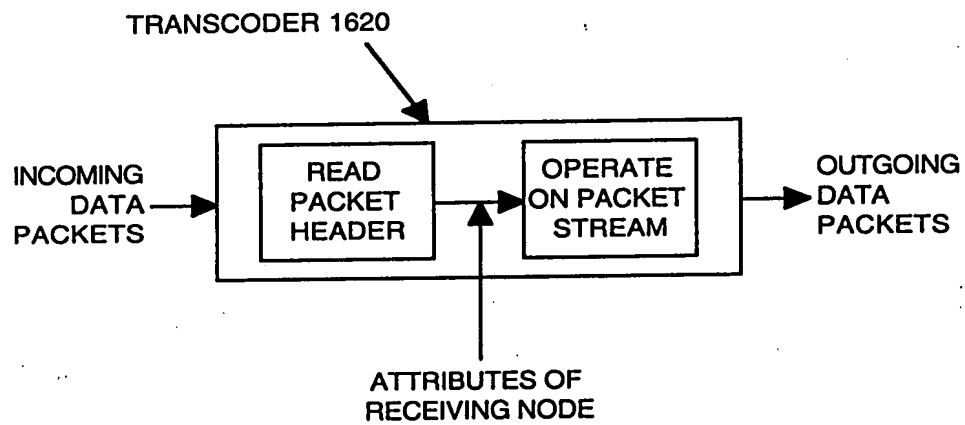 TRANSCODER 1620
INCOMING
DATA
PACKETS
READ
PACKET
HEADER
OPERATE
ON PACKET
STREAM
OUTGOING
DATA
PACKETS
ATTRIBUTES OF
RECEIVING NODE